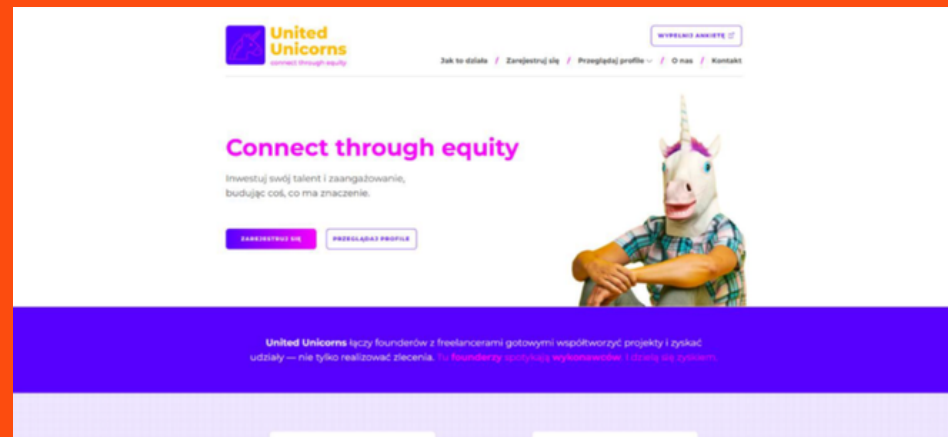 United
Unicorns
connect through equity
WYPEŁNIJ ANKIETĘ
Jak to działa / Zarejestruj się / Przeglądaj profile / O nas / Kontakt
Connect through equity
Inwestuj swój talent i zaangażowanie,
budując coś, co ma znaczenie.
ZAREJESTRUJ SIĘ PRZEGLĄDAJ PROFILE
United Unicorns łączy founderów z freelancerami gotowymi współtworzyć projekty i zyskać
udziały — nie tylko realizować zlecenia. Tu founderzy spotykają wykonawców. I dzielą się zyskiem.